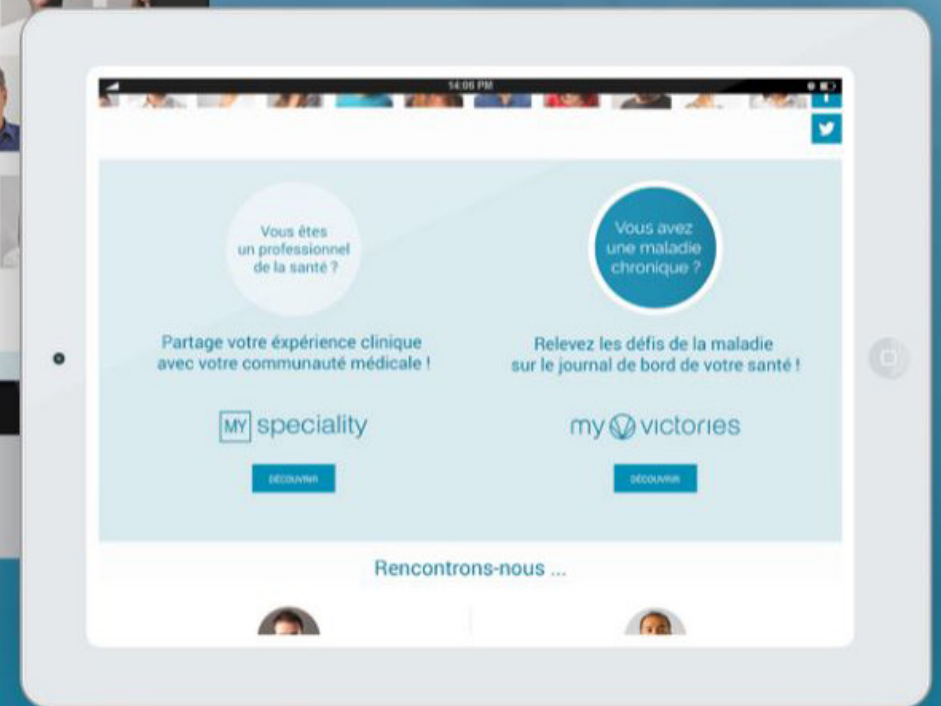 14:06 PM
Vous êtes
un professionnel
de la santé ?
Partage votre éxpérience clinique
avec votre communauté médicale !
MY speciality
DÉCOUVRIR
Vous avez
une maladie
chronique ?
Relevez les défis de la maladie
sur le journal de bord de votre santé !
my victories
DÉCOUVRIR
Rencontrons-nous ...